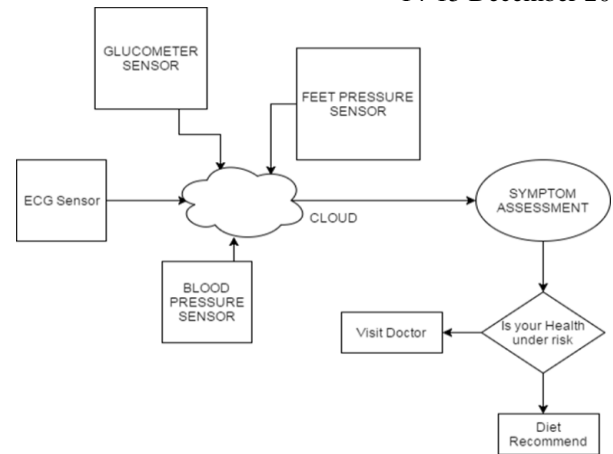 GLUCOMETER
SENSOR
FEET PRESSURE
SENSOR
ECG Sensor
CLOUD
SYMPTOM
ASSESSMENT
BLOOD
PRESSURE
SENSOR
Visit Doctor
Is your Health
under risk
Diet
Recommend